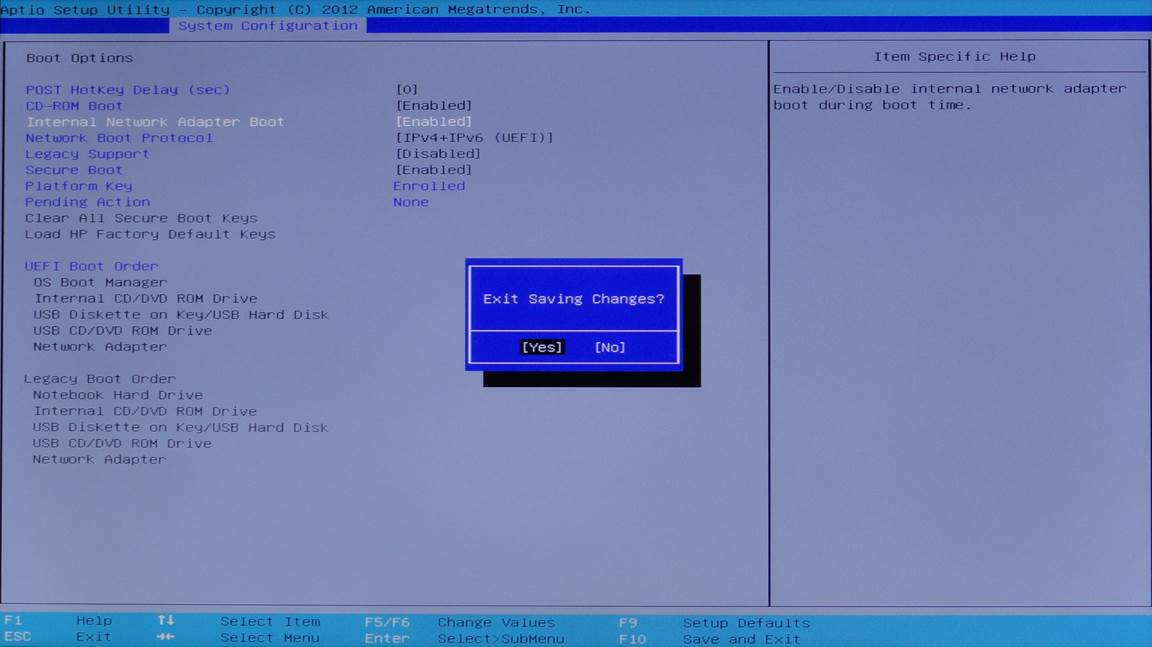 Aptio Setup Utility - Copyright (C) 2012 American Megatrends, Inc.
System Configuration
Boot Options
POST HotKey Delay (sec) [0]
CD-ROM Boot [Enabled]
Internal Network Adapter Boot [Enabled]
Network Boot Protocol [IPv4+IPv6 (UEFI)]
Legacy Support [Disabled]
Secure Boot [Enabled]
Platform Key Enrolled
Pending Action None
Clear All Secure Boot Keys
Load HP Factory Default Keys
UEFI Boot Order
OS Boot Manager
Internal CD/DVD ROM Drive
USB Diskette on Key/USB Hard Disk
USB CD/DVD ROM Drive
Network Adapter
Legacy Boot Order
Notebook Hard Drive
Internal CD/DVD ROM Drive
USB Diskette on Key/USB Hard Disk
USB CD/DVD ROM Drive
Network Adapter
Exit Saving Changes?
[Yes] [No]
Item Specific Help
Enable/Disable internal network adapter
boot during boot time.
F1 Help ↑↓ Select Item F5/F6 Change Values F9 Setup Defaults
ESC Exit →← Select Menu Enter Select>SubMenu F10 Save and Exit